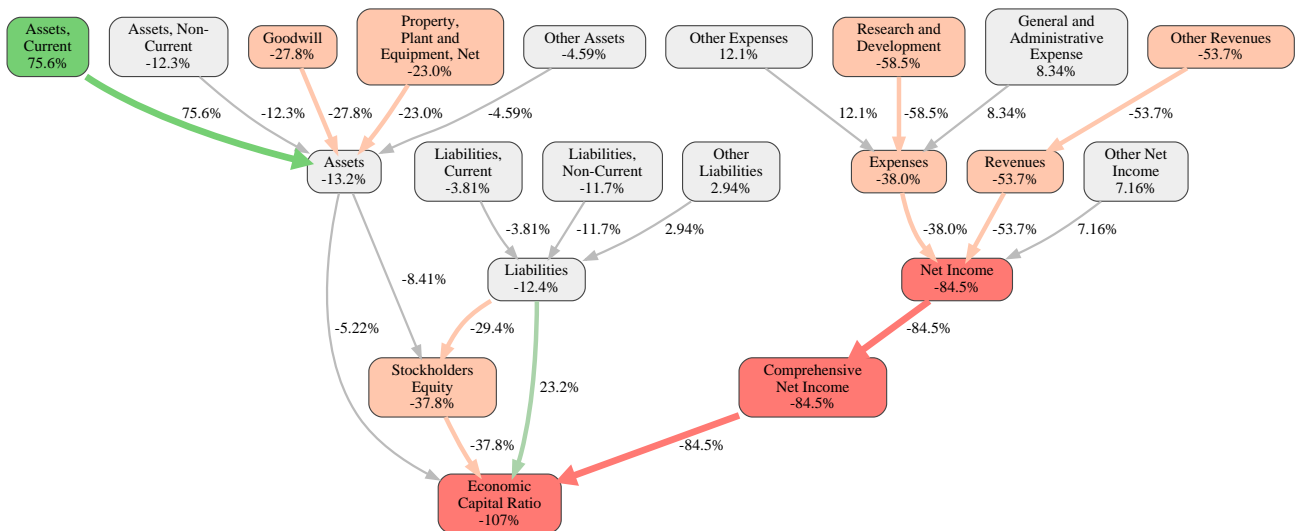 Assets,
Current
75.6%
Assets, Non-
Current
-12.3%
Goodwill
-27.8%
Property,
Plant and
Equipment, Net
-23.0%
Other Assets
-4.59%
Other Expenses
12.1%
Research and
Development
-58.5%
General and
Administrative
Expense
8.34%
Other Revenues
-53.7%
75.6%
-12.3%
-27.8%
-23.0%
-4.59%
12.1%
-58.5%
8.34%
-53.7%
Assets
-13.2%
Liabilities,
Current
-3.81%
Liabilities,
Non-Current
-11.7%
Other
Liabilities
2.94%
Expenses
-38.0%
Revenues
-53.7%
Other Net
Income
7.16%
-3.81%
-11.7%
2.94%
-38.0%
-53.7%
7.16%
-8.41%
Liabilities
-12.4%
Net Income
-84.5%
-5.22%
-29.4%
-84.5%
Stockholders
Equity
-37.8%
23.2%
Comprehensive
Net Income
-84.5%
-37.8%
-84.5%
Economic
Capital Ratio
-107%